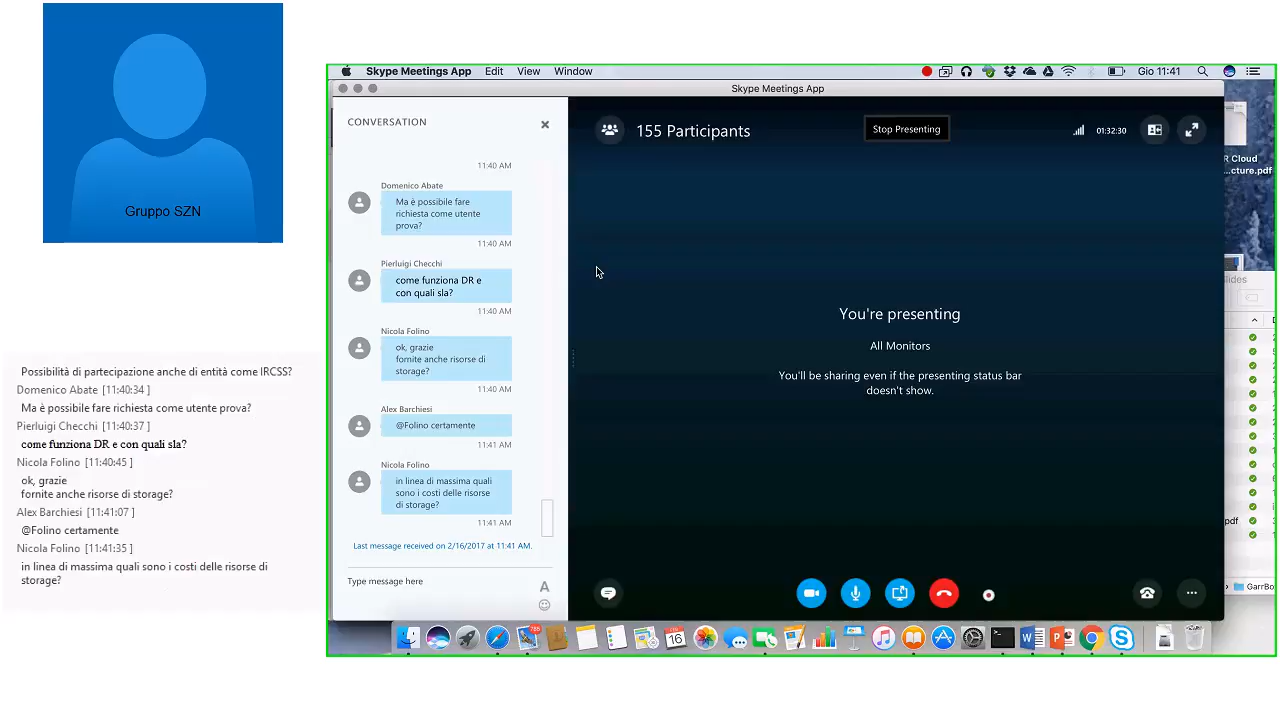 Gruppo SZN
Possibilità di partecipazione anche di entità come IRCSS?
Domenico Abate [11:40:34 ]
Ma è possibile fare richiesta come utente prova?
Pierluigi Checchi [11:40:37 ]
come funziona DR e con quali sla?
Nicola Folino [11:40:45 ]
ok, grazie
fornite anche risorse di storage?
Alex Barchiesi [11:41:07 ]
@Folino certamente
Nicola Folino [11:41:35 ]
in linea di massima quali sono i costi delle risorse di
storage?
Skype Meetings App Edit View Window
Gio 11:41
Skype Meetings App
CONVERSATION
11:40 AM
Domenico Abate
Ma è possibile fare
richiesta come utente
prova?
11:40 AM
Pierluigi Checchi
come funziona DR e
con quali sla?
11:40 AM
Nicola Folino
ok, grazie
fornite anche risorse di
storage?
11:40 AM
Alex Barchiesi
@Folino certamente
11:41 AM
Nicola Folino
in linea di massima quali
sono i costi delle risorse
di storage?
11:41 AM
Last message received on 2/16/2017 at 11:41 AM.
Type message here
A
155 Participants
Stop Presenting
01:32:30
You're presenting
All Monitors
You'll be sharing even if the presenting status bar
doesn't show.
R Cloud
...cture.pdf
lides
pdf
GarrBo
16